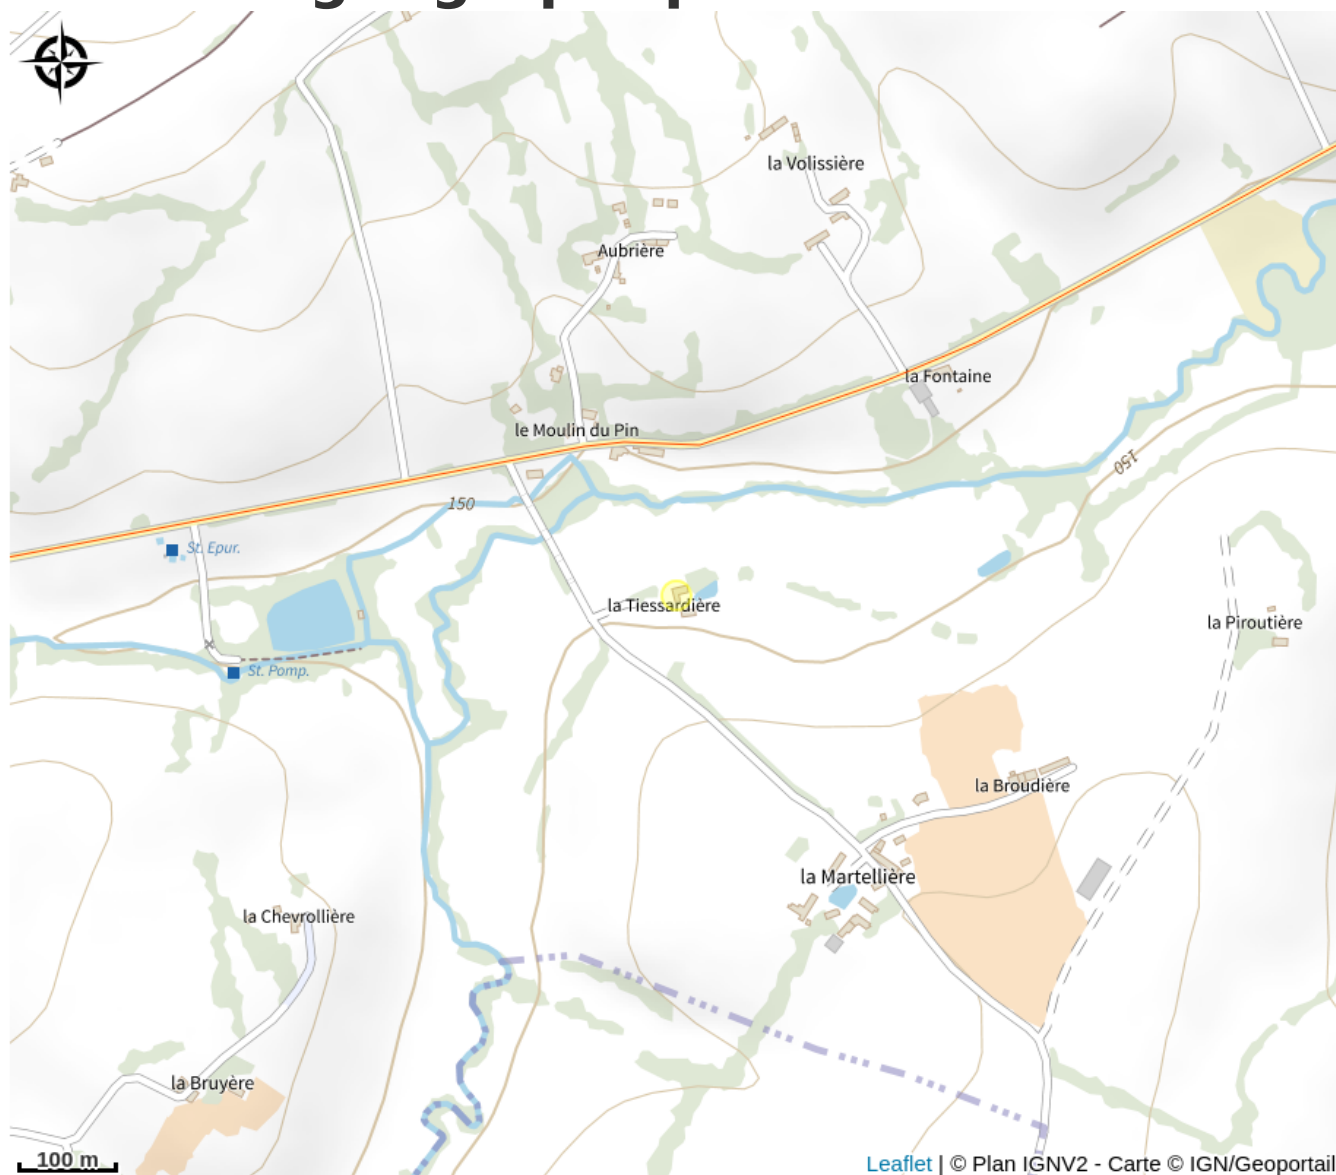 la Volissière
Aubrière
la Fontaine
le Moulin du Pin
150
150
St. Epur.
la Tiessardière
la Piroutière
St. Pomp.
la Broudière
la Martellière
la Chevrollière
la Bruyère
100 m
Leaflet | © Plan IGNV2 - Carte © IGN/Geoportail